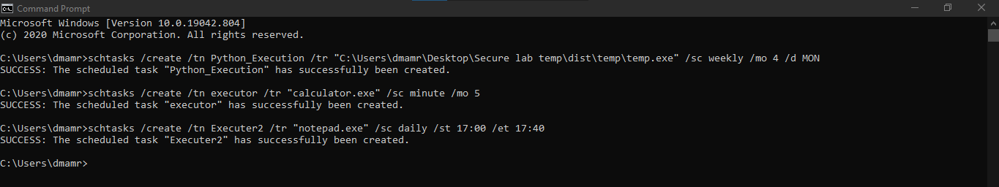 Command Prompt
Microsoft Windows [Version 10.0.19042.804]
(c) 2020 Microsoft Corporation. All rights reserved.
C:\Users\dmamr>schtasks /create /tn Python_Execution /tr "C:\Users\dmamr\Desktop\Secure lab temp\dist\temp\temp.exe" /sc weekly /mo 4 /d MON
SUCCESS: The scheduled task "Python_Execution" has successfully been created.
C:\Users\dmamr>schtasks /create /tn executor /tr "calculator.exe" /sc minute /mo 5
SUCCESS: The scheduled task "executor" has successfully been created.
C:\Users\dmamr>schtasks /create /tn Executer2 /tr "notepad.exe" /sc daily /st 17:00 /et 17:40
SUCCESS: The scheduled task "Executer2" has successfully been created.
C:\Users\dmamr>